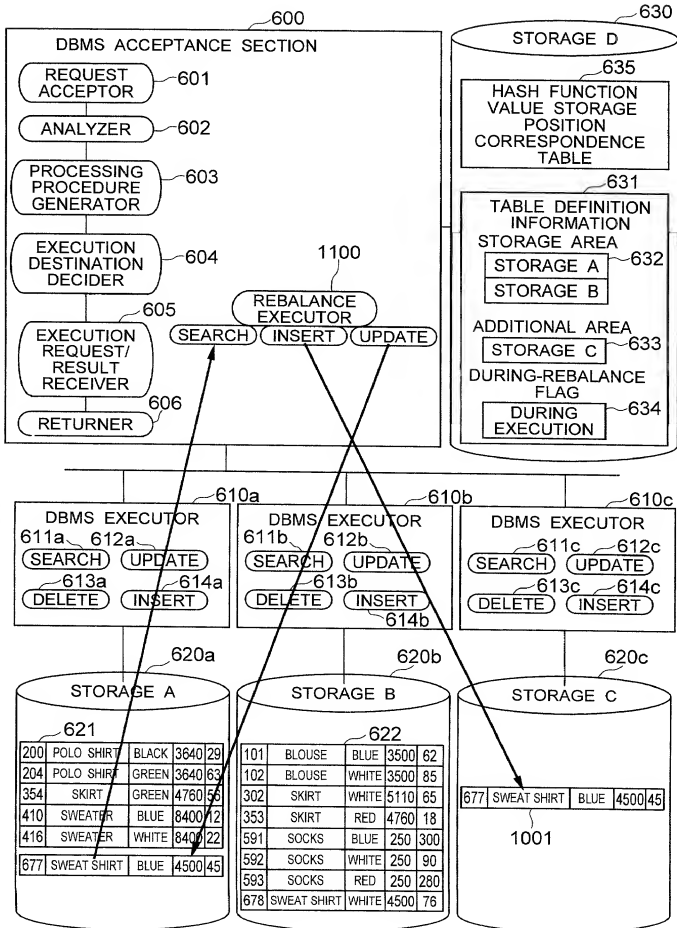 600
DBMS ACCEPTANCE SECTION
REQUEST
ACCEPTOR
601
ANALYZER
602
PROCESSING
PROCEDURE
GENERATOR
603
EXECUTION
DESTINATION
DECIDER
604
605
EXECUTION
REQUEST/
RESULT
RECEIVER
606
RETURNER
1100
REBALANCE
EXECUTOR
SEARCH
INSERT
UPDATE
630
STORAGE D
635
HASH FUNCTION
VALUE STORAGE
POSITION
CORRESPONDENCE
TABLE
631
TABLE DEFINITION
INFORMATION
STORAGE AREA
632
STORAGE A
STORAGE B
ADDITIONAL AREA
STORAGE C
633
DURING-REBALANCE
FLAG
DURING
EXECUTION
634
610a
DBMS EXECUTOR
611a
612a
SEARCH
UPDATE
613a
614a
DELETE
INSERT
610b
DBMS EXECUTOR
611b
612b
SEARCH
UPDATE
613b
DELETE
INSERT
614b
610c
DBMS EXECUTOR
611c
612c
SEARCH
UPDATE
613c
614c
DELETE
INSERT
620a
STORAGE A
621
200 POLO SHIRT BLACK 3640 29
204 POLO SHIRT GREEN 3640 63
354 SKIRT GREEN 4760
410 SWEATER BLUE 8400 12
416 SWEATER WHITE 8400 22
677 SWEAT SHIRT BLUE 4500 45
620b
STORAGE B
622
101 BLOUSE BLUE 3500 62
102 BLOUSE WHITE 3500 85
302 SKIRT WHITE 5110 65
353 SKIRT RED 4760 18
591 SOCKS BLUE 250 300
592 SOCKS WHITE 250 90
593 SOCKS RED 250 280
678 SWEAT SHIRT WHITE 4500 76
620c
STORAGE C
677 SWEAT SHIRT BLUE 4500 45
1001